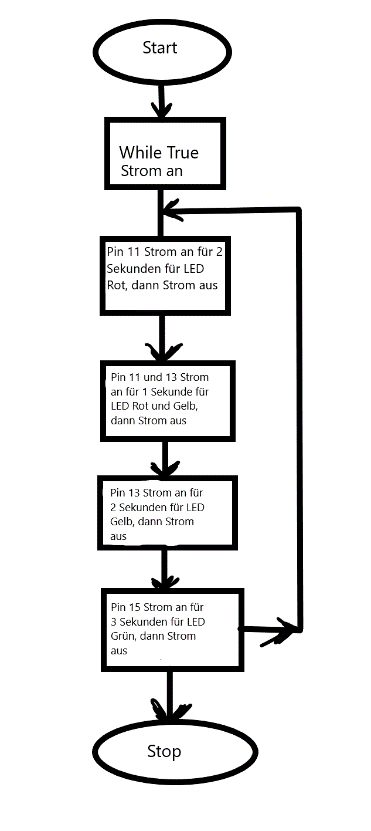 Start
While True
Strom an
Pin 11 Strom an für 2
Sekunden für LED
Rot, dann Strom aus
Pin 11 und 13 Strom
an für 1 Sekunde für
LED Rot und Gelb,
dann Strom aus
Pin 13 Strom an für
2 Sekunden für LED
Gelb, dann Strom
aus
Pin 15 Strom an für
3 Sekunden für LED
Grün, dann Strom
aus
Stop